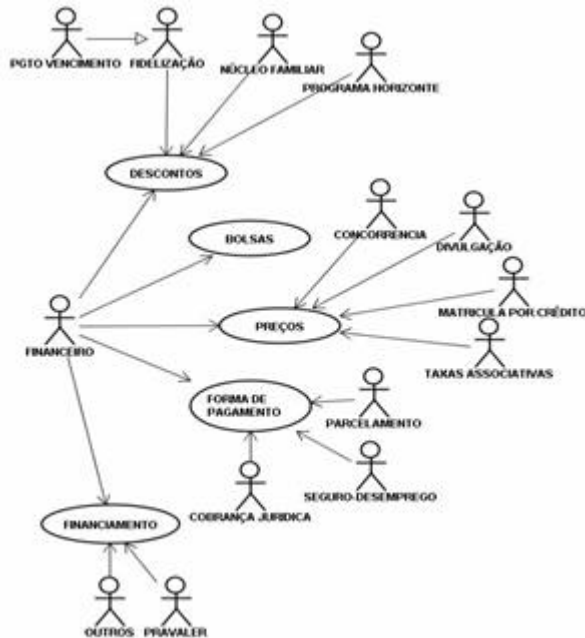 PGTO VENCIMENTO
FIDELIZAÇÃO
NÚCLEO FAMILIAR
PROGRAMA HORIZONTE
DESCONTOS
BOLSAS
CONCORRÊNCIA
DIVULGAÇÃO
MATRICULA POR CRÉDITO
FINANCEIRO
PREÇOS
TAXAS ASSOCIATIVAS
FORMA DE
PAGAMENTO
PARCELAMENTO
SEGURO-DESEMPREGO
COBRANÇA JURIDICA
FINANCIAMENTO
OUTROS
PRAVALER